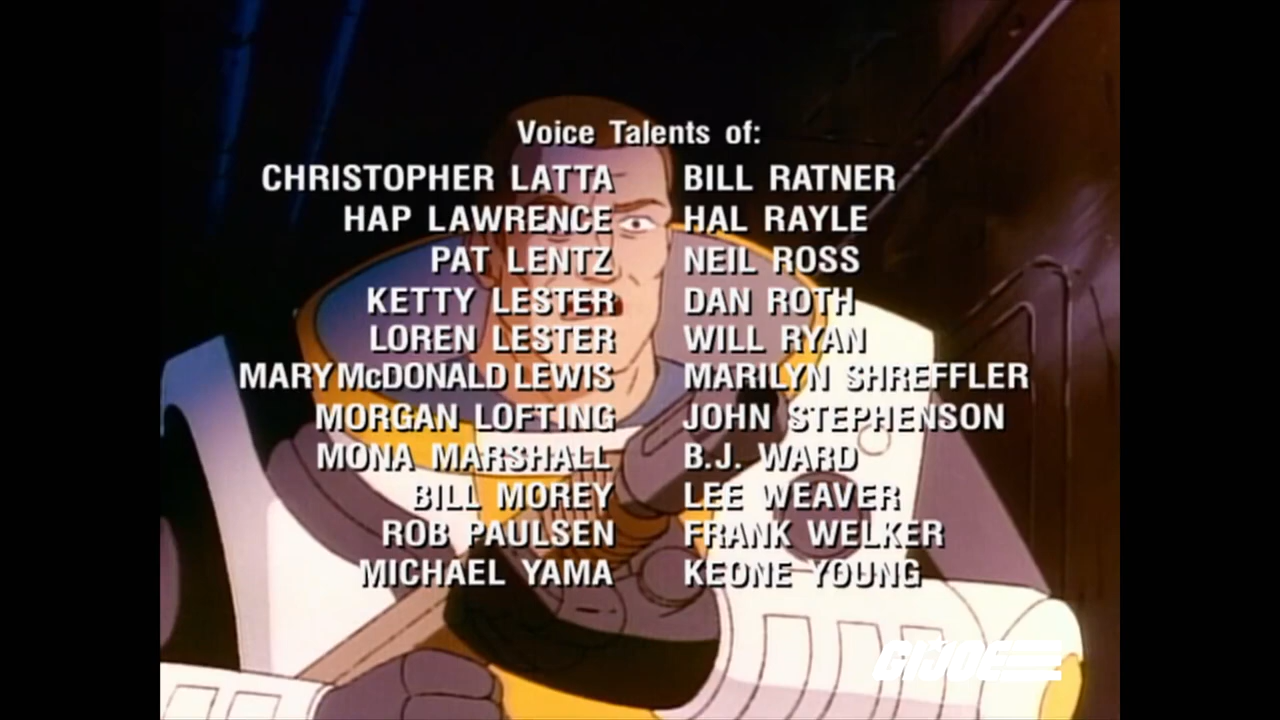 Voice Talents of:
CHRISTOPHER LATTA BILL RATNER
HAP LAWRENCE HAL RAYLE
PAT LENTZ NEIL ROSS
KETTY LESTER DAN ROTH
LOREN LESTER WILL RYAN
MARY McDONALD LEWIS MARILYN SHREFFLER
MORGAN LOFTING JOHN STEPHENSON
MONA MARSHALL B.J. WARD
BILL MOREY LEE WEAVER
ROB PAULSEN FRANK WELKER
MICHAEL YAMA KEONE YOUNG
GIJOE